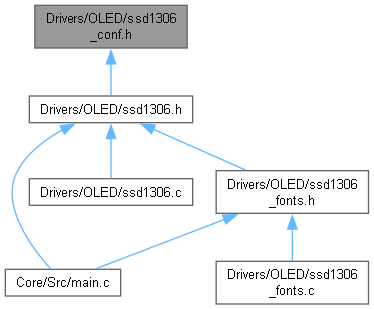 Drivers/OLED/ssd1306
_conf.h
Drivers/OLED/ssd1306.h
Drivers/OLED/ssd1306.c
Drivers/OLED/ssd1306
_fonts.h
Core/Src/main.c
Drivers/OLED/ssd1306
_fonts.c